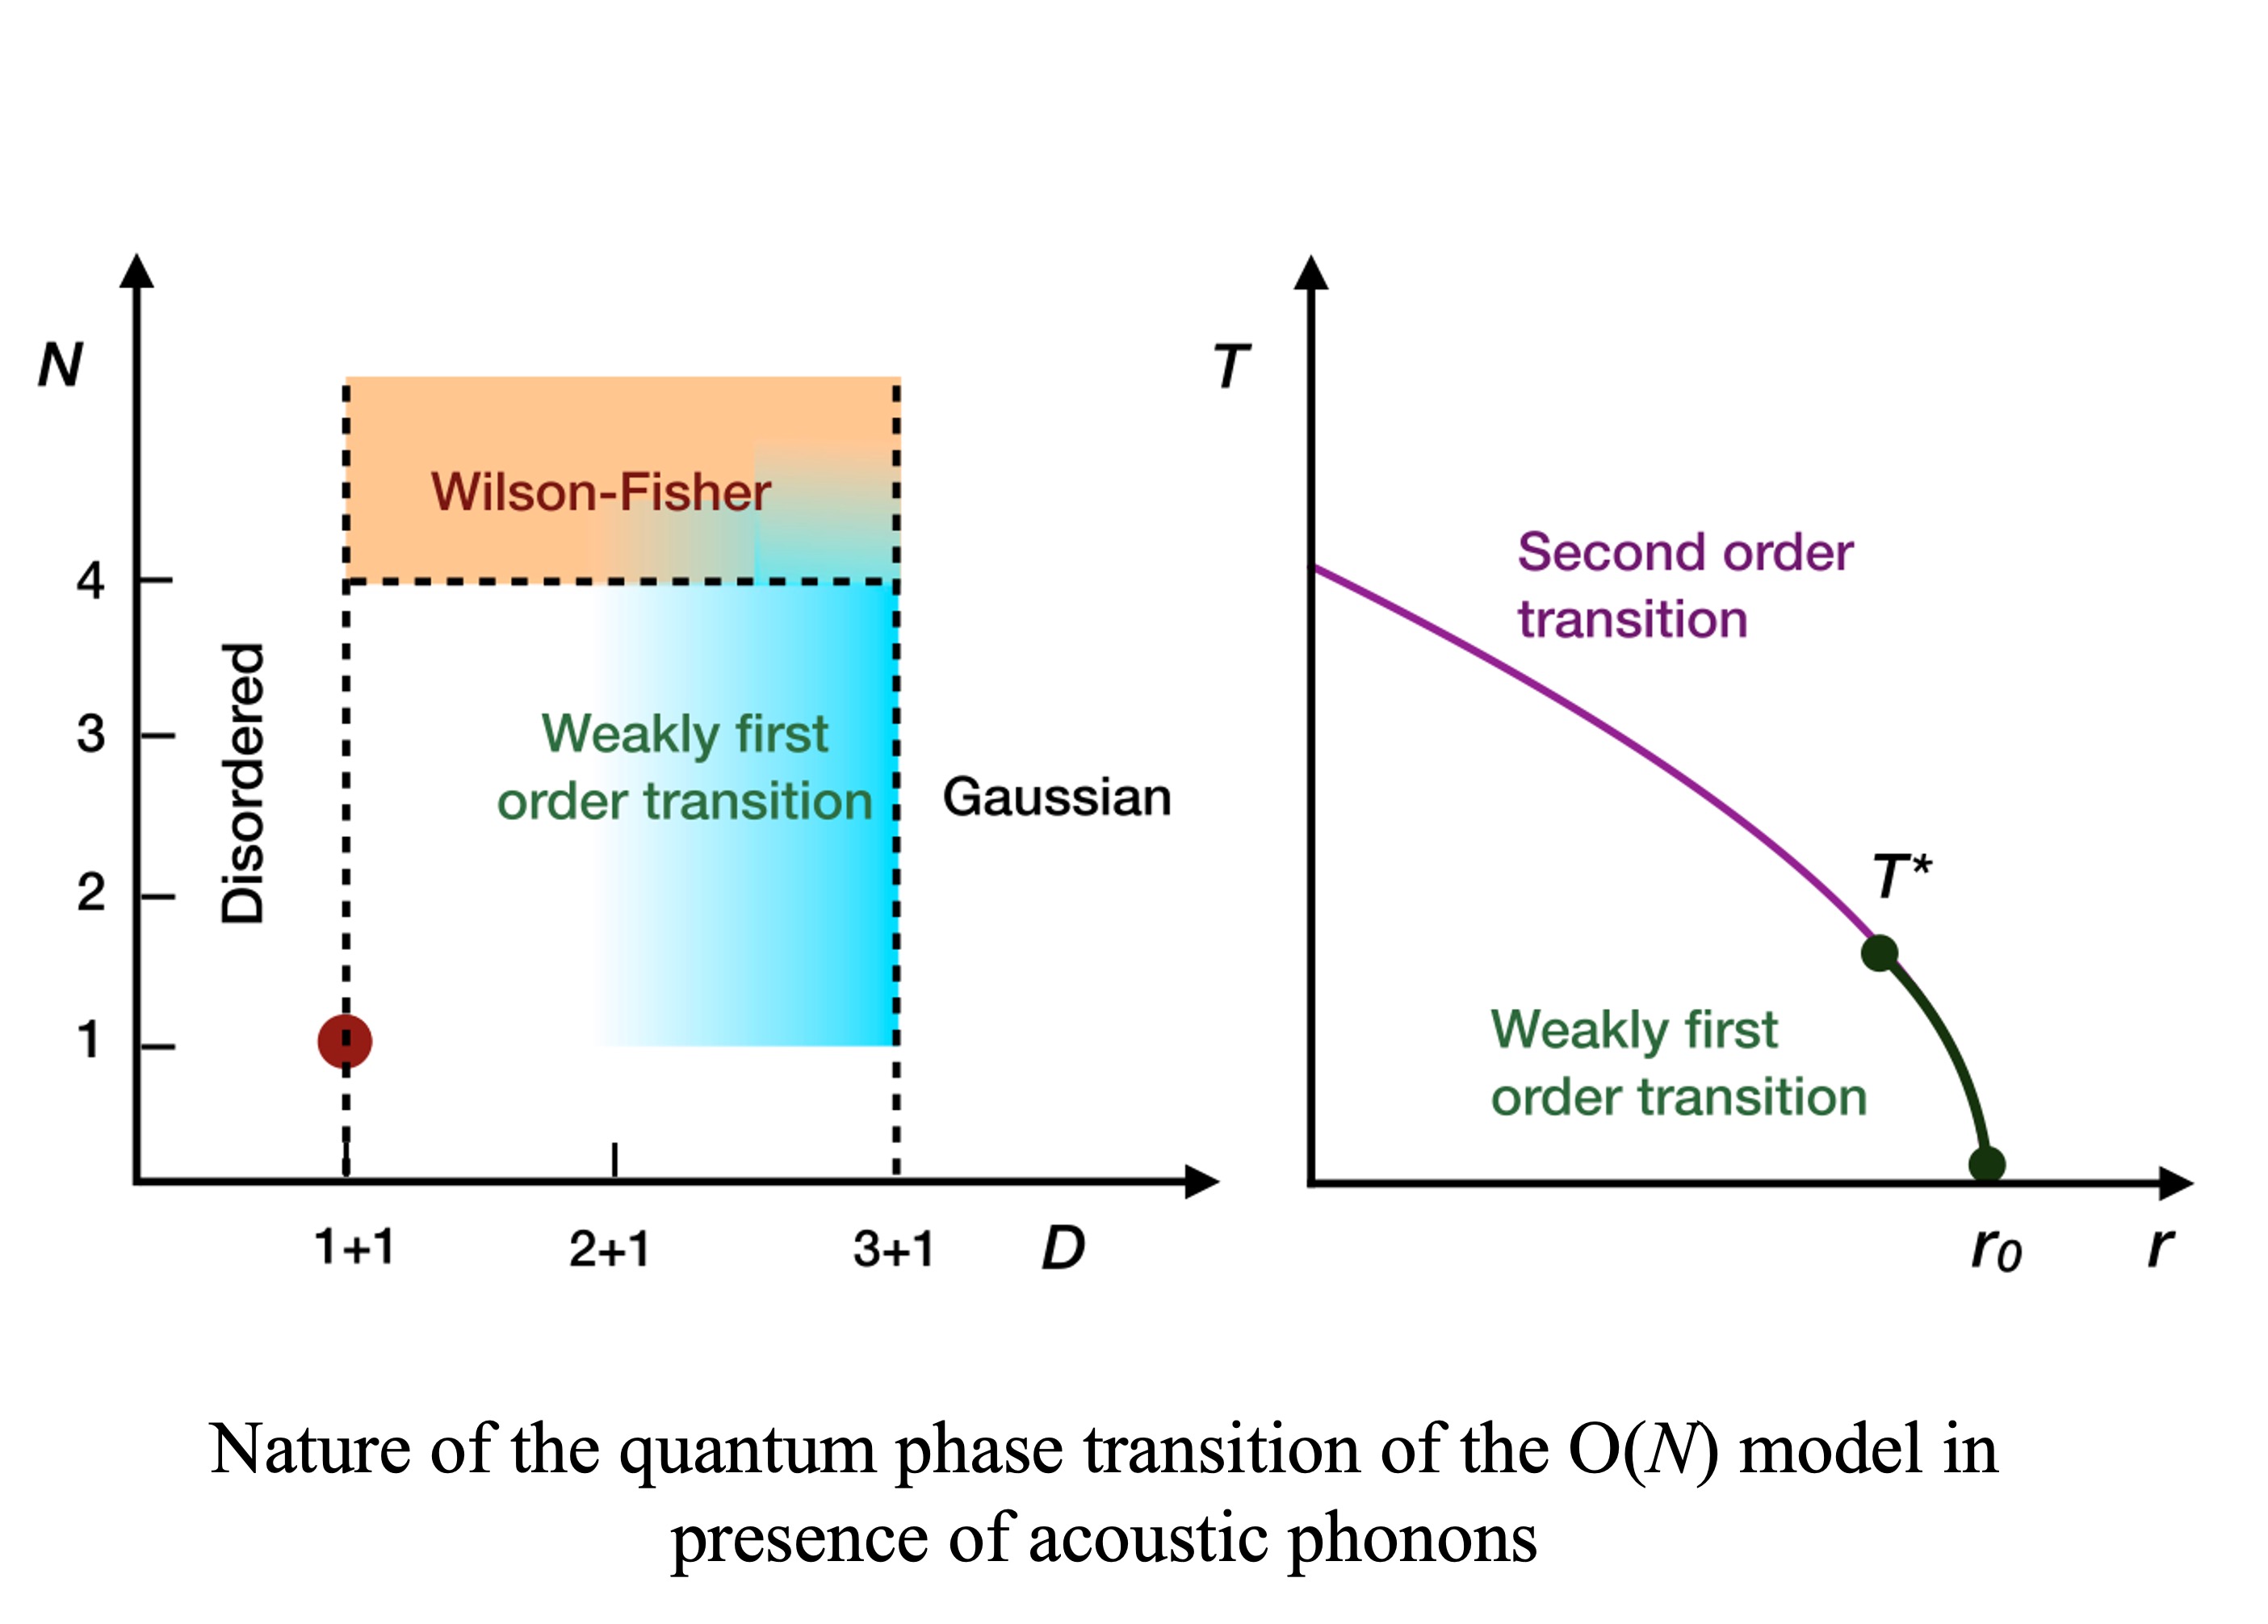 N
Wilson-Fisher
4
3
2
1
Disordered
Weakly first
order transition
Gaussian
1+1
2+1
3+1
D
T
Second order
transition
T*
Weakly first
order transition
r0
r
Nature of the quantum phase transition of the O(N) model in
presence of acoustic phonons